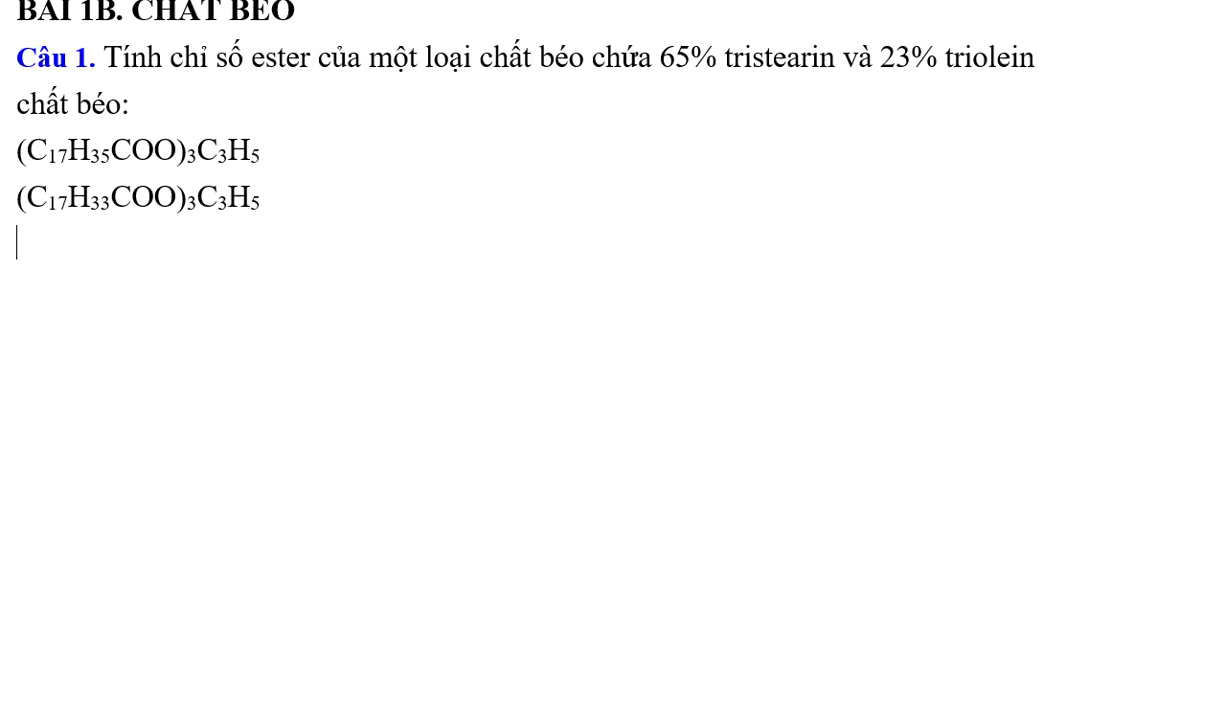 BÀI 1B. CHẤT BÉO
Câu 1. Tính chỉ số ester của một loại chất béo chứa 65% tristearin và 23% triolein
chất béo:
(C₁₇H₃₅COO)₃C₃H₅
(C₁₇H₃₃COO)₃C₃H₅